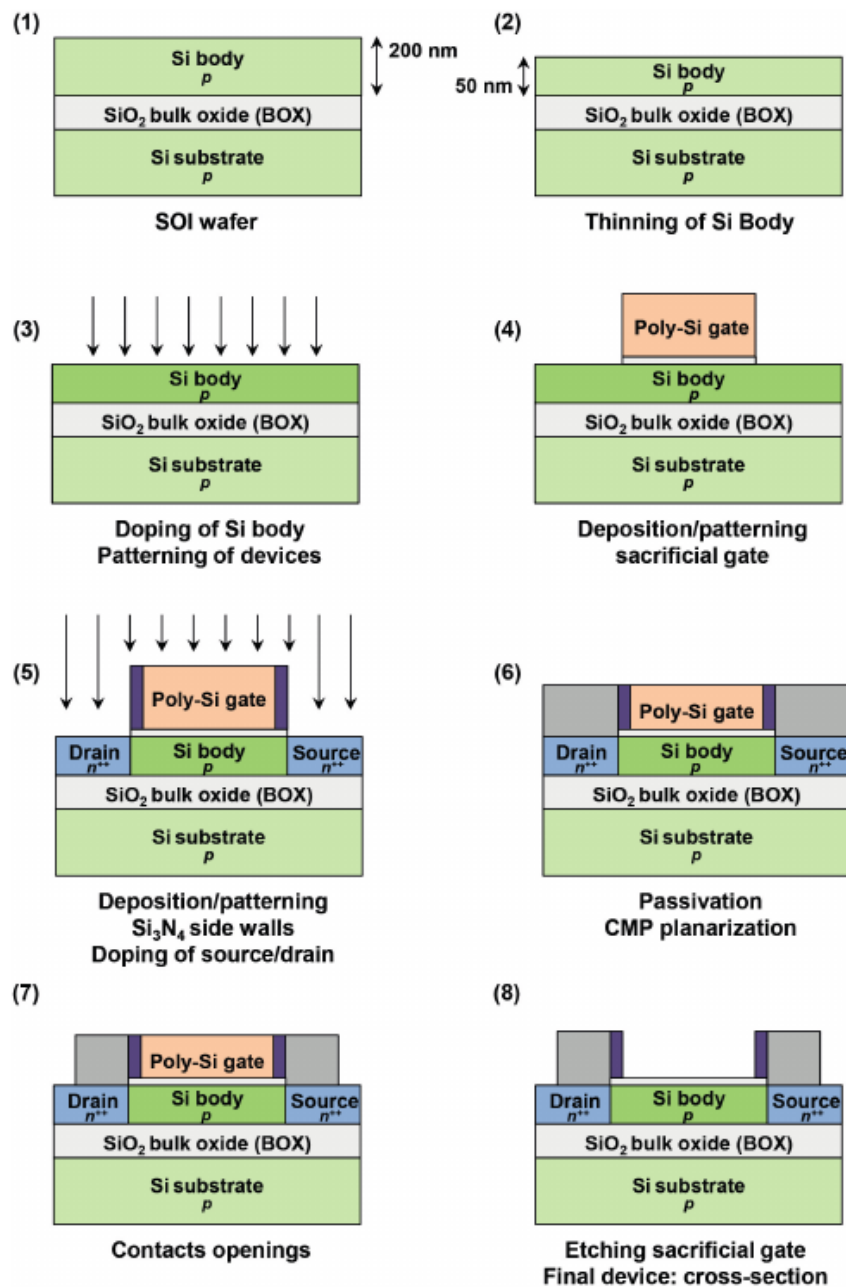 (1)
Si body
p
200 nm
SiO₂ bulk oxide (BOX)
Si substrate
p
SOI wafer
(2)
Si body
p
50 nm
SiO₂ bulk oxide (BOX)
Si substrate
p
Thinning of Si Body
(3)
Si body
p
SiO₂ bulk oxide (BOX)
Si substrate
p
Doping of Si body
Patterning of devices
(4)
Poly-Si gate
Si body
p
SiO₂ bulk oxide (BOX)
Si substrate
p
Deposition/patterning
sacrificial gate
(5)
Poly-Si gate
Drain
n⁺⁺
Si body
p
Source
n⁺⁺
SiO₂ bulk oxide (BOX)
Si substrate
p
Deposition/patterning
Si₃N₄ side walls
Doping of source/drain
(6)
Poly-Si gate
Drain
n⁺⁺
Si body
p
Source
n⁺⁺
SiO₂ bulk oxide (BOX)
Si substrate
p
Passivation
CMP planarization
(7)
Poly-Si gate
Drain
n⁺⁺
Si body
p
Source
n⁺⁺
SiO₂ bulk oxide (BOX)
Si substrate
p
Contacts openings
(8)
Drain
n⁺⁺
Si body
p
Source
n⁺⁺
SiO₂ bulk oxide (BOX)
Si substrate
p
Etching sacrificial gate
Final device: cross-section